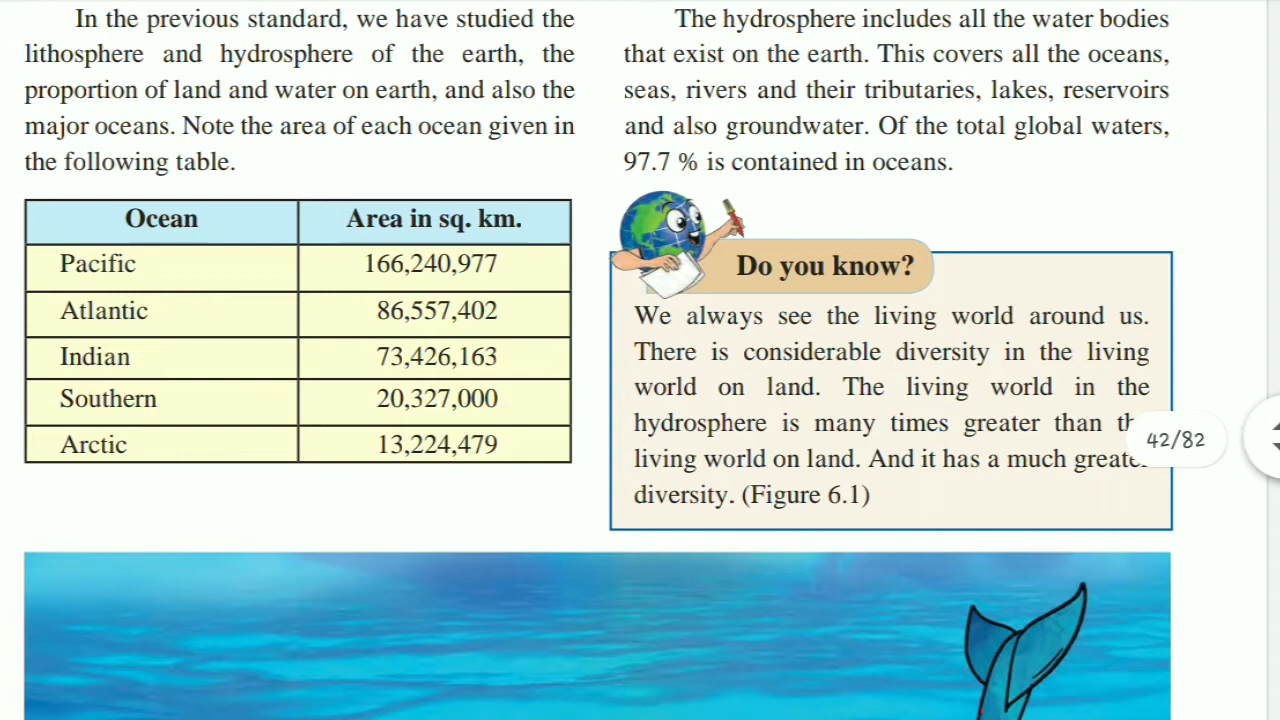 In the previous standard, we have studied the
lithosphere and hydrosphere of the earth, the
proportion of land and water on earth, and also the
major oceans. Note the area of each ocean given in
the following table.
Ocean Area in sq. km.
Pacific 166,240,977
Atlantic 86,557,402
Indian 73,426,163
Southern 20,327,000
Arctic 13,224,479
The hydrosphere includes all the water bodies
that exist on the earth. This covers all the oceans,
seas, rivers and their tributaries, lakes, reservoirs
and also groundwater. Of the total global waters,
97.7 % is contained in oceans.
Do you know?
We always see the living world around us.
There is considerable diversity in the living
world on land. The living world in the
hydrosphere is many times greater than
living world on land. And it has a much
diversity. (Figure 6.1)
42/82